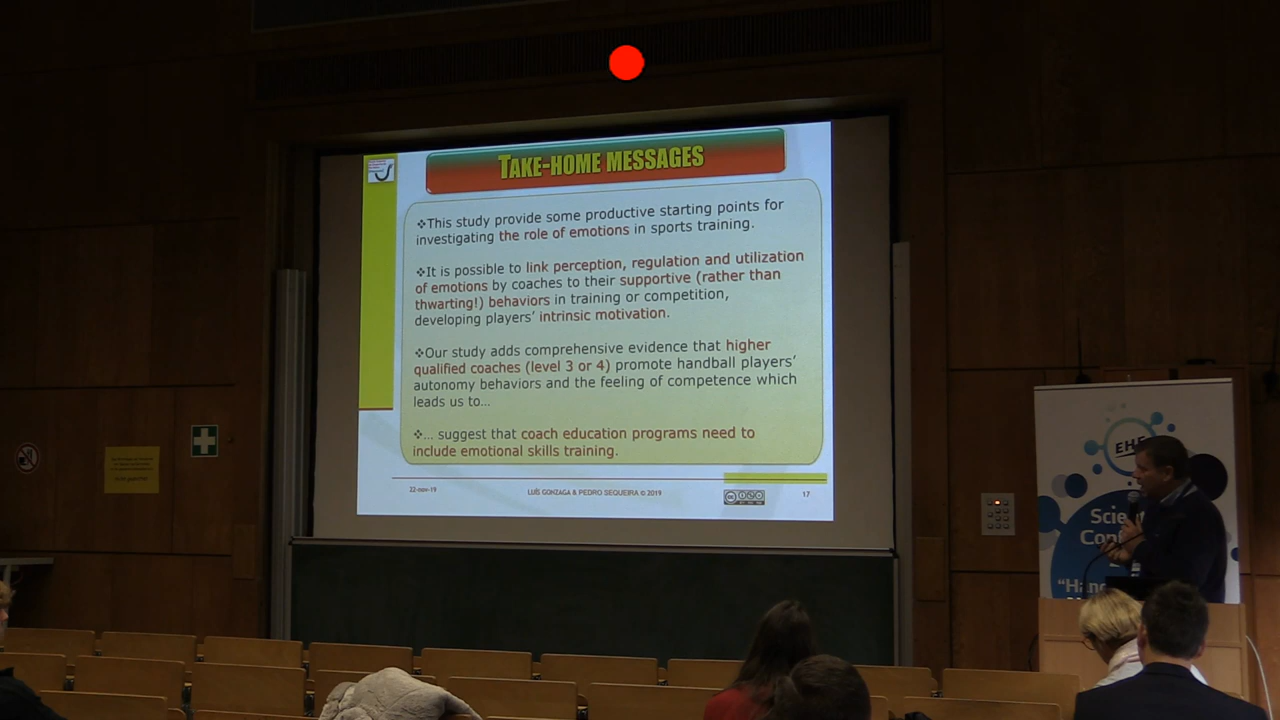 TAKE-HOME MESSAGES
❖This study provide some productive starting points for
investigating the role of emotions in sports training.
❖It is possible to link perception, regulation and utilization
of emotions by coaches to their supportive (rather than
thwarting!) behaviors in training or competition,
developing players’ intrinsic motivation.
❖Our study adds comprehensive evidence that higher
qualified coaches (level 3 or 4) promote handball players’
autonomy behaviors and the feeling of competence which
leads us to…
❖… suggest that coach education programs need to
include emotional skills training.
22-nov-19
LUÍS GONZAGA & PEDRO SEQUEIRA © 2019
17
EHF
Scie
Con
"Han